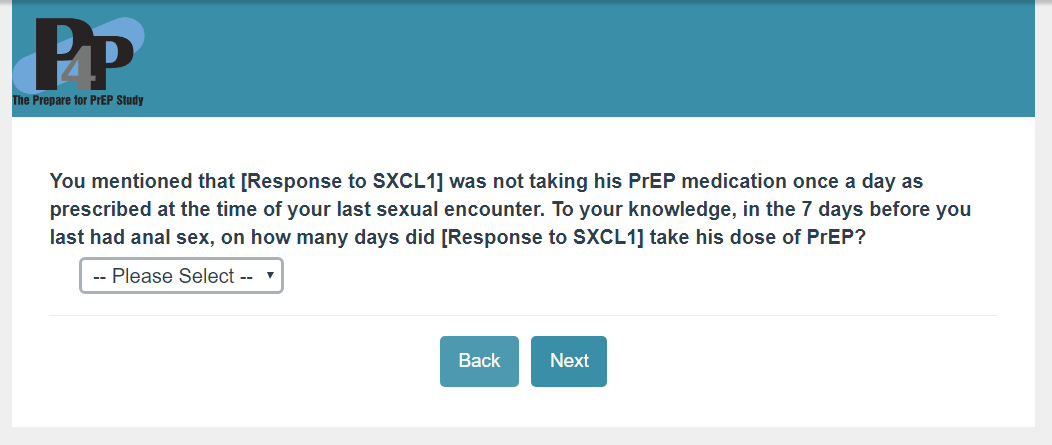 P4P
The Prepare for PrEP Study
You mentioned that [Response to SXCL1] was not taking his PrEP medication once a day as
prescribed at the time of your last sexual encounter. To your knowledge, in the 7 days before you
last had anal sex, on how many days did [Response to SXCL1] take his dose of PrEP?
-- Please Select --
Back Next